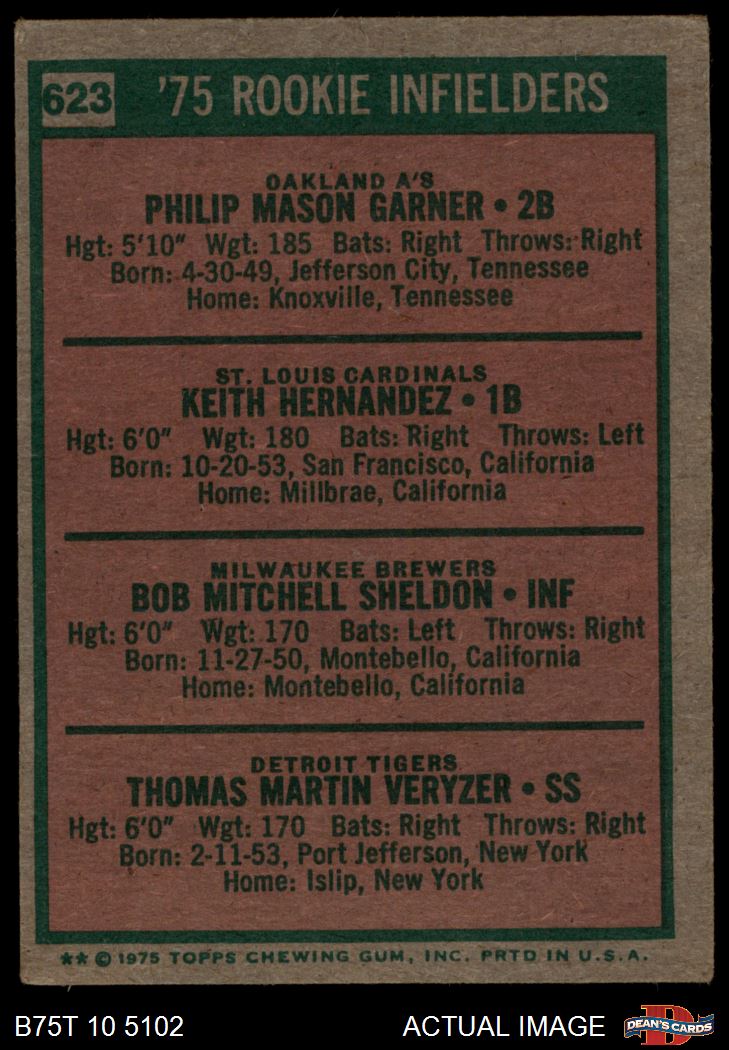 623 '75 ROOKIE INFIELDERS
OAKLAND A'S
PHILIP MASON GARNER • 2B
Hgt: 5'10" Wgt: 185 Bats: Right Throws: Right
Born: 4-30-49, Jefferson City, Tennessee
Home: Knoxville, Tennessee
ST. LOUIS CARDINALS
KEITH HERNANDEZ • 1B
Hgt: 6'0" Wgt: 180 Bats: Right Throws: Left
Born: 10-20-53, San Francisco, California
Home: Millbrae, California
MILWAUKEE BREWERS
BOB MITCHELL SHELDON • INF
Hgt: 6'0" Wgt: 170 Bats: Left Throws: Right
Born: 11-27-50, Montebello, California
Home: Montebello, California
DETROIT TIGERS
THOMAS MARTIN VERYZER • SS
Hgt: 6'0" Wgt: 170 Bats: Right Throws: Right
Born: 2-11-53, Port Jefferson, New York
Home: Islip, New York
** © 1975 TOPPS CHEWING GUM, INC. PRTD IN U.S.A.
B75T 10 5102 ACTUAL IMAGE D DEAN'S CARDS